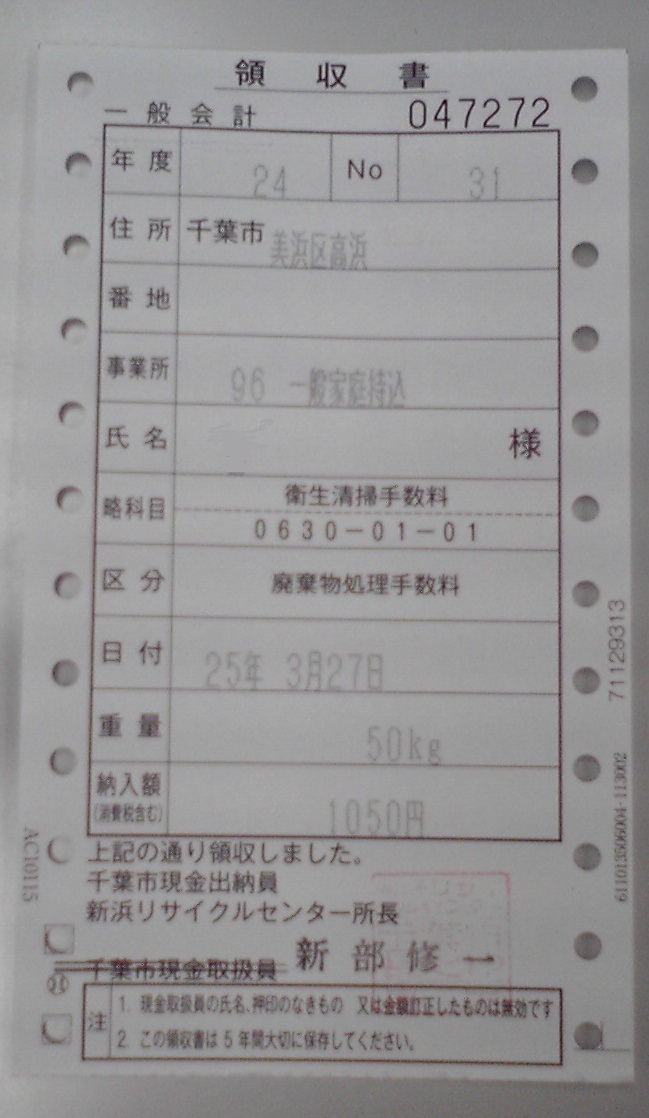 領収書
一般会計 047272
年度 24 No 31
住所 千葉市 美浜区高浜
番地
事業所 96 一般家庭持込
氏名 様
略科目 衛生清掃手数料
0630-01-01
区分 廃棄物処理手数料
日付 25年 3月27日
重量 50kg
納入額 1050円
(消費税含む)
上記の通り領収しました。
千葉市現金出納員
新浜リサイクルセンター所長
千葉市現金取扱員 新部修一
注 1. 現金取扱員の氏名、押印のなきもの 又は金額訂正したものは無効です
2. この領収書は5年間大切に保存してください。
AC10115
71129313
611013506004-113002